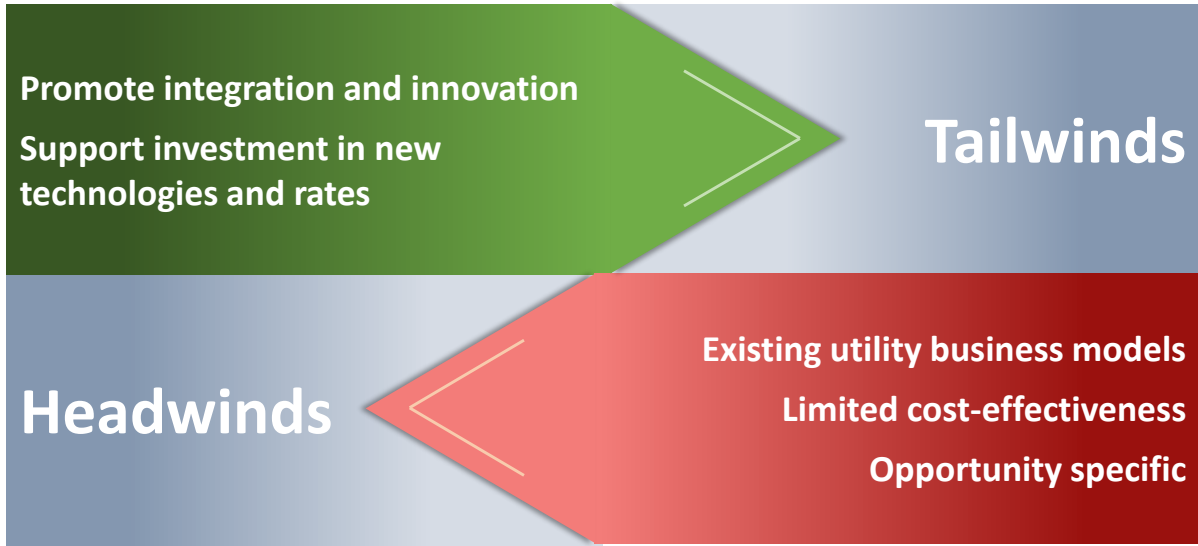 Promote integration and innovation
Support investment in new
technologies and rates
Tailwinds
Headwinds
Existing utility business models
Limited cost-effectiveness
Opportunity specific